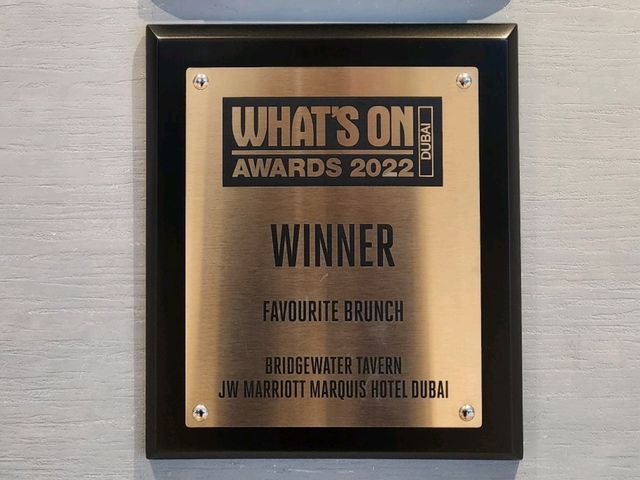 WHAT'S ON
DUBAI
AWARDS 2022
WINNER
FAVOURITE BRUNCH
BRIDGEWATER TAVERN
JW MARRIOTT MARQUIS HOTEL DUBAI